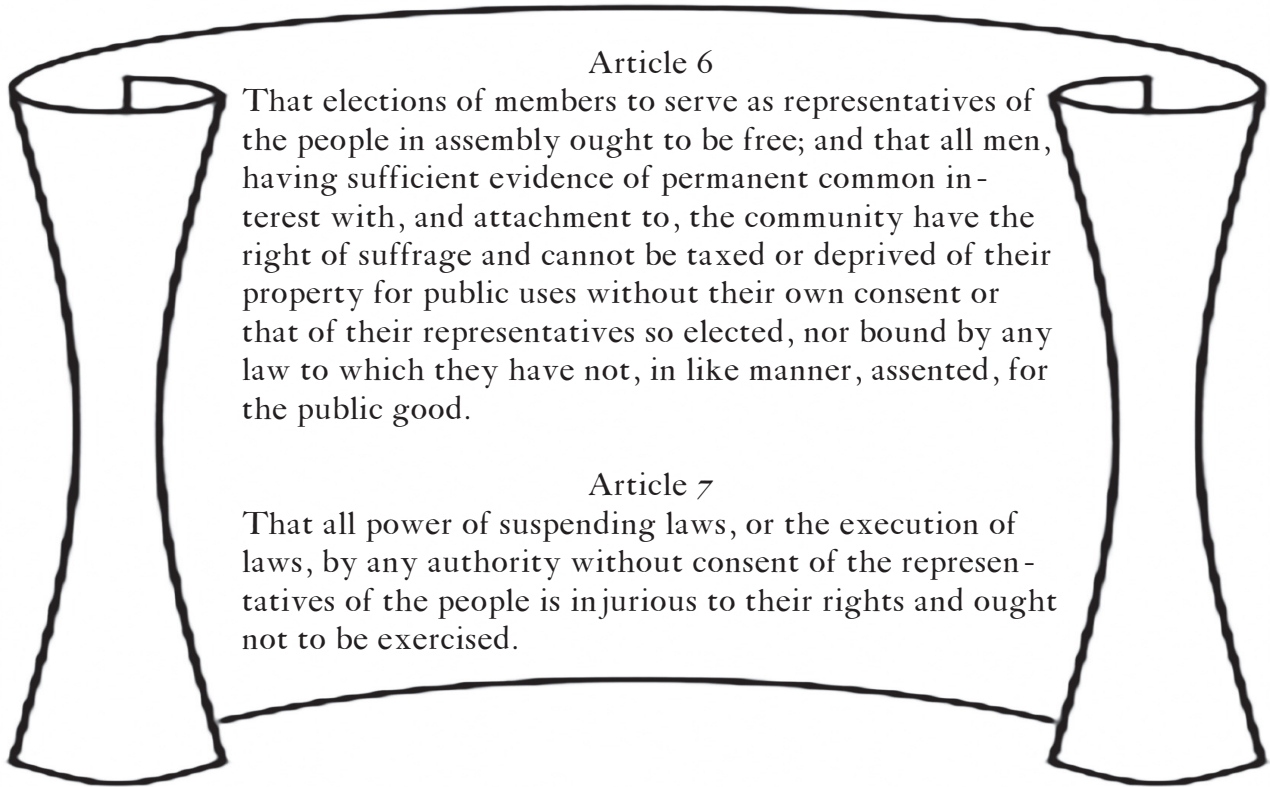 Article 6
That elections of members to serve as representatives of
the people in assembly ought to be free; and that all men,
having sufficient evidence of permanent common in-
terest with, and attachment to, the community have the
right of suffrage and cannot be taxed or deprived of their
property for public uses without their own consent or
that of their representatives so elected, nor bound by any
law to which they have not, in like manner, assented, for
the public good.
Article 7
That all power of suspending laws, or the execution of
laws, by any authority without consent of the represen-
tatives of the people is injurious to their rights and ought
not to be exercised.